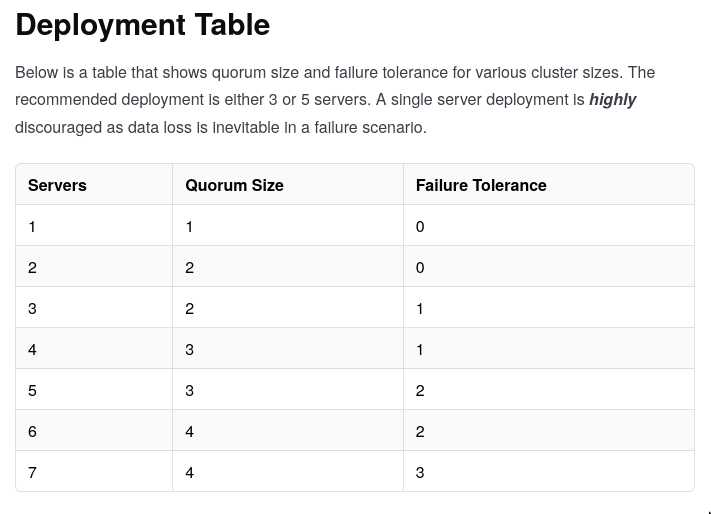 Deployment Table
Below is a table that shows quorum size and failure tolerance for various cluster sizes. The
recommended deployment is either 3 or 5 servers. A single server deployment is highly
discouraged as data loss is inevitable in a failure scenario.
Servers Quorum Size Failure Tolerance
1 1 0
2 2 0
3 2 1
4 3 1
5 3 2
6 4 2
7 4 3